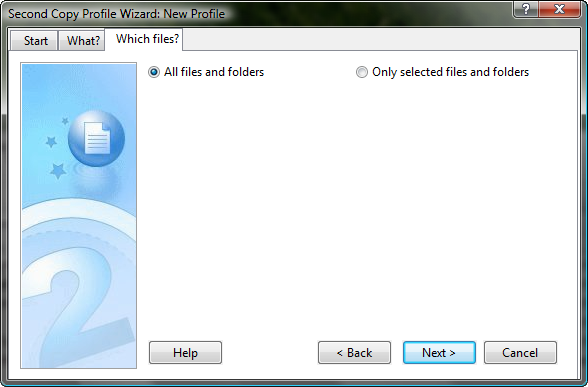 Second Copy Profile Wizard: New Profile
?
Start What? Which files?
All files and folders Only selected files and folders
2
Help < Back Next > Cancel